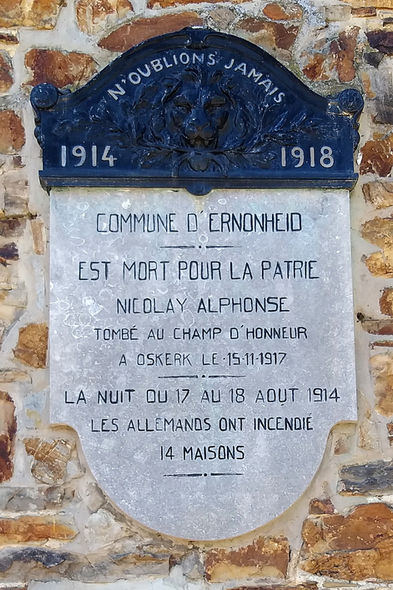 N'OUBLIONS JAMAIS
1914 1918
COMMUNE D'ERNONHEID
EST MORT POUR LA PATRIE
NICOLAY ALPHONSE
TOMBÉ AU CHAMP D'HONNEUR
A OSKERK LE·15·11·1917
LA NUIT DU 17 AU 18 AOUT 1914
LES ALLEMANDS ONT INCENDIÉ
14 MAISONS